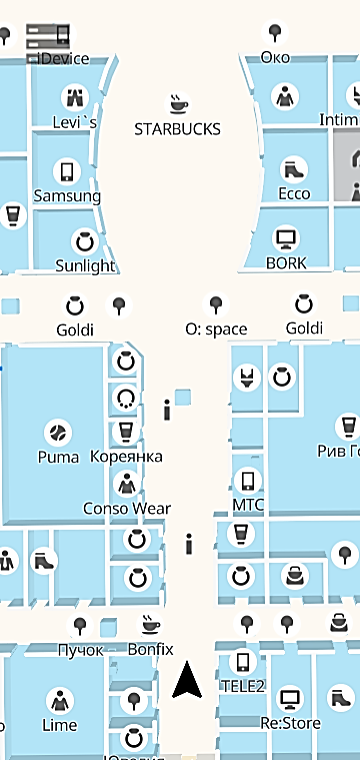 iDevice
Око
Levi`s
STARBUCKS
Intim
Samsung
Ecco
Sunlight
BORK
Goldi
O: space
Goldi
Puma
Кореянка
Рив Го
Conso Wear
МТС
Пучок
Bonfix
TELE2
Lime
Re:Store